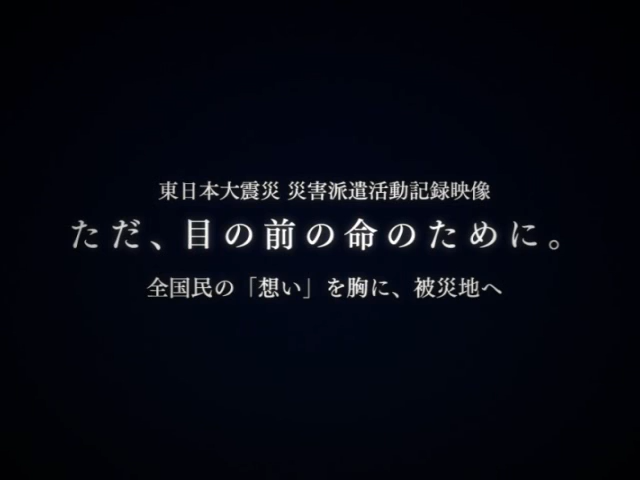 東日本大震災 災害派遣活動記録映像
ただ、目の前の命のために。
全国民の「想い」を胸に、被災地へ